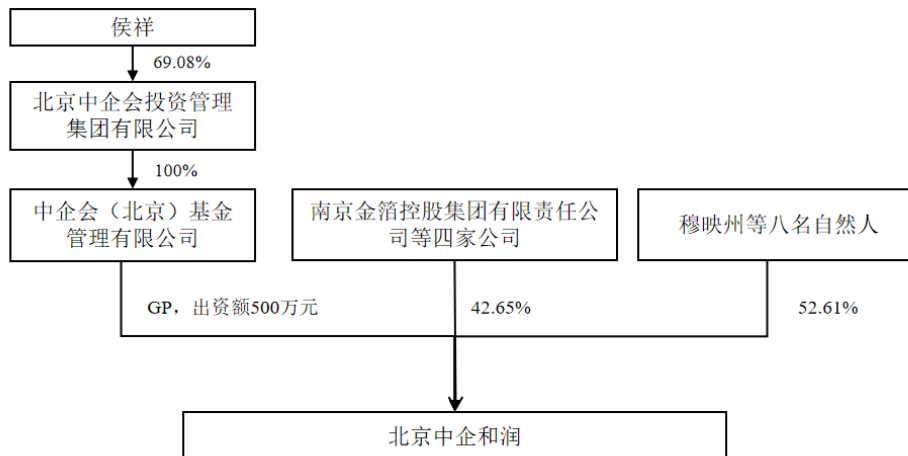 侯祥
69.08%
北京中企会投资管理
集团有限公司
100%
中企会（北京）基金
管理有限公司
南京金箔控股集团有限责任公
司等四家公司
穆映州等八名自然人
GP，出资额500万元
42.65%
52.61%
北京中企和润